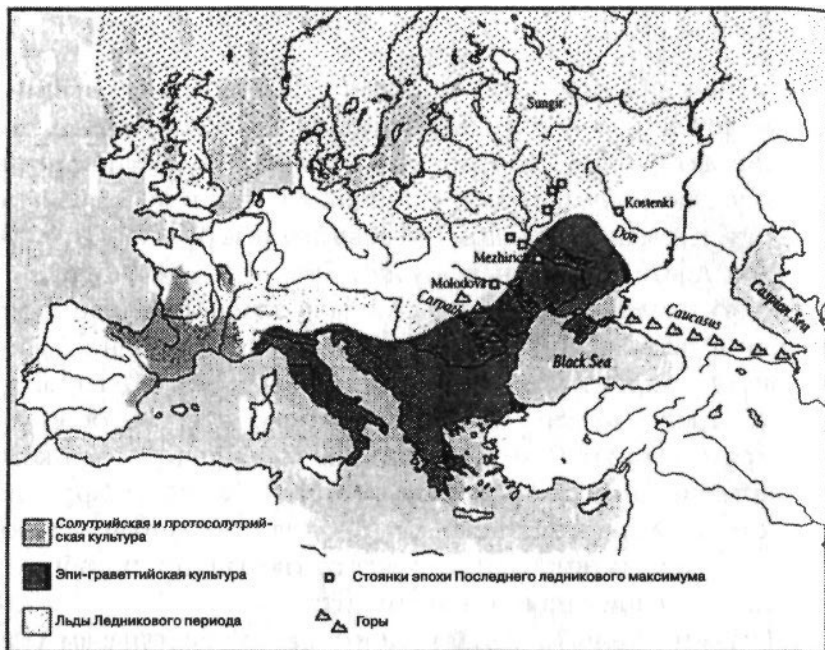 Sungir
Kostenki
Don
Mezhirich
Molodova
Caucasus
Caspian Sea
Black Sea
Солутрийская и протосолутрий-
ская культура
Эпи-граветтийская культура
Стоянки эпохи Последнего ледникового максимума
Льды Ледникового периода
Горы